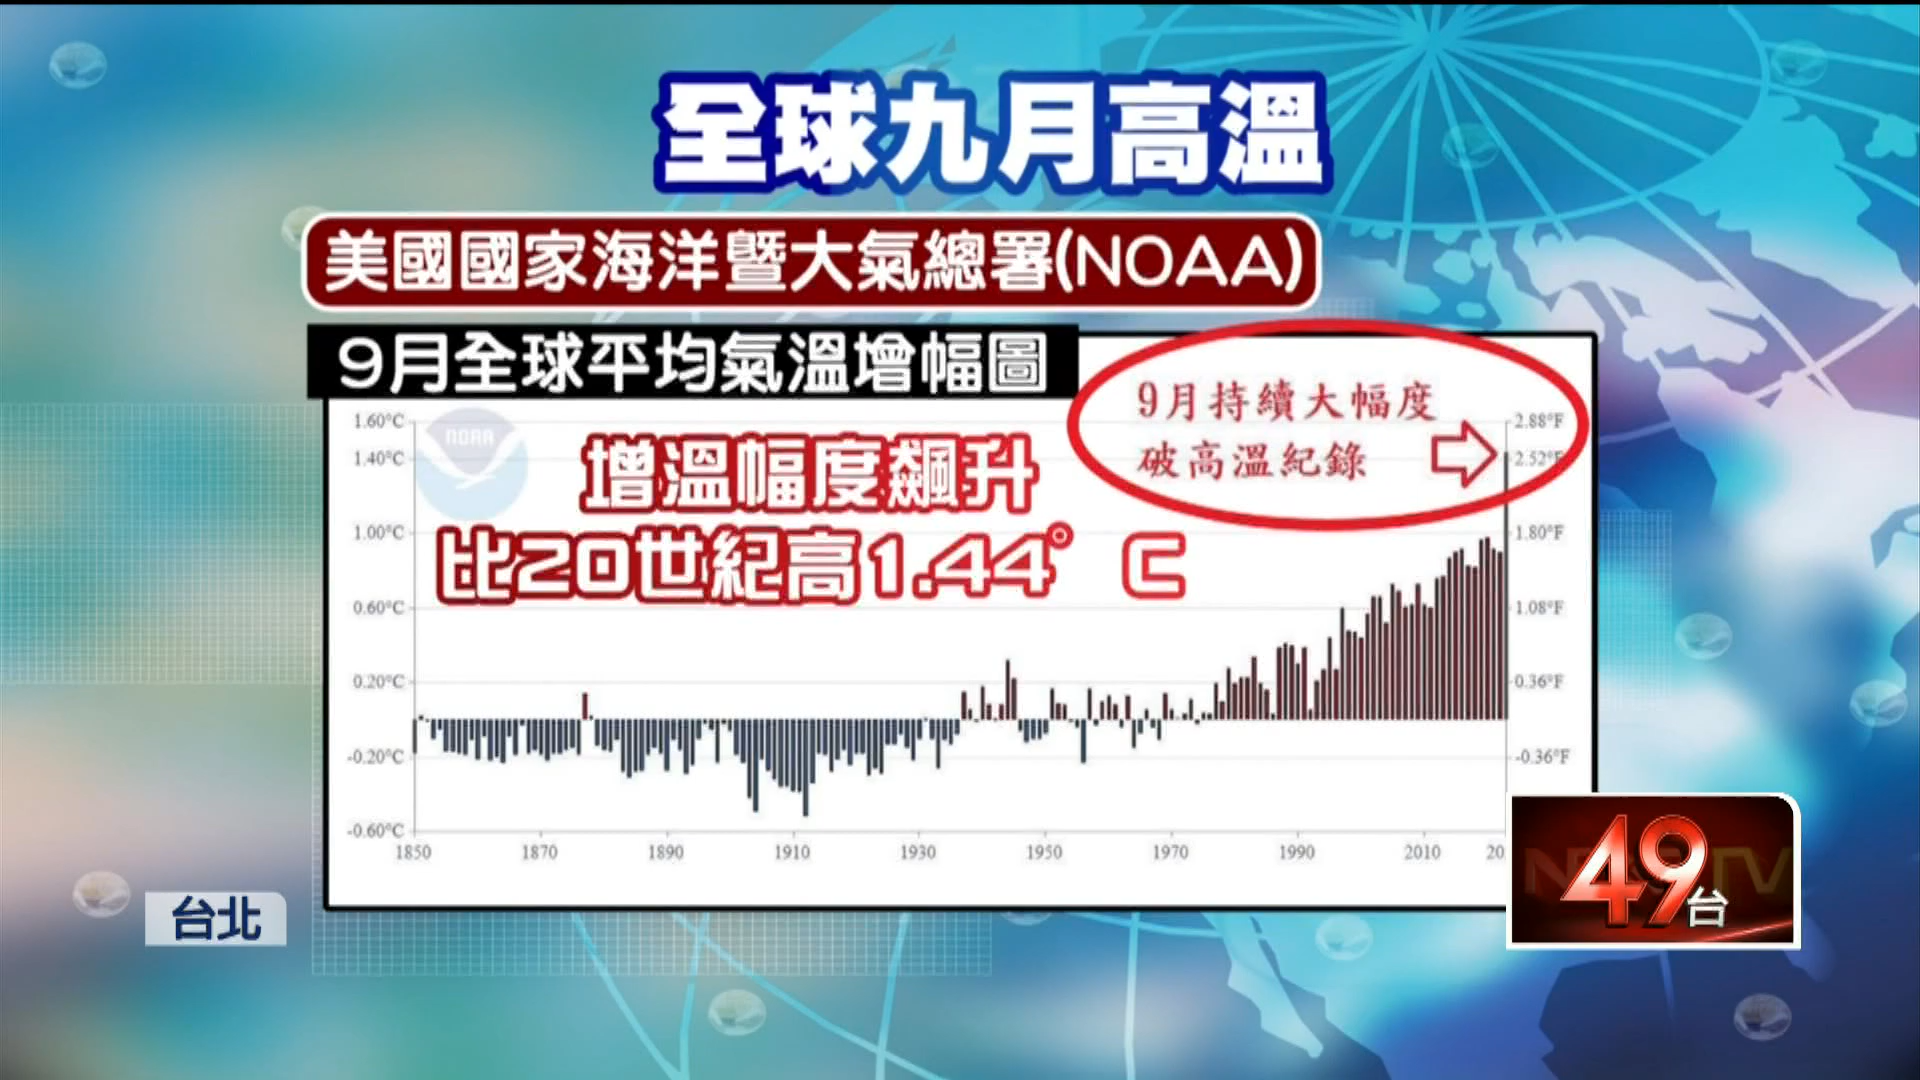 全球九月高溫
美國國家海洋暨大氣總署(NOAA)
9月全球平均氣溫增幅圖
9月持續大幅度
破高溫紀錄
增溫幅度飆升
比20世紀高1.44°C
NOAA
1.60°C
1.40°C
1.00°C
0.60°C
0.20°C
-0.20°C
-0.60°C
2.88°F
2.52°F
1.80°F
1.08°F
0.36°F
-0.36°F
1850 1870 1890 1910 1930 1950 1970 1990 2010 20
台北
49台
TV